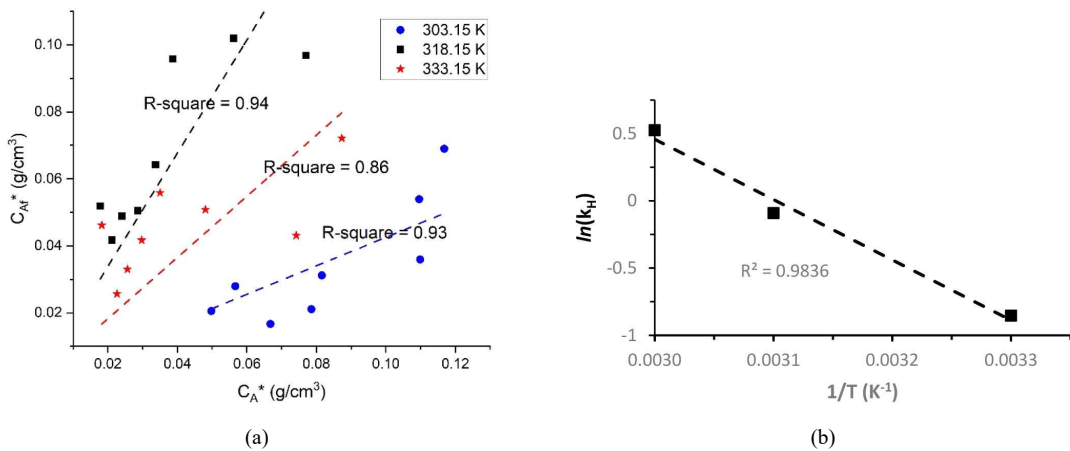 303.15 K
318.15 K
333.15 K
R-square = 0.94
R-square = 0.86
R-square = 0.93
0.10
0.08
0.06
0.04
0.02
C_Af* (g/cm³)
0.02 0.04 0.06 0.08 0.10 0.12
C_A* (g/cm³)
(a)
0.5
0
-0.5
-1
ln(k_H)
R² = 0.9836
0.0030 0.0031 0.0032 0.0033
1/T (K⁻¹)
(b)